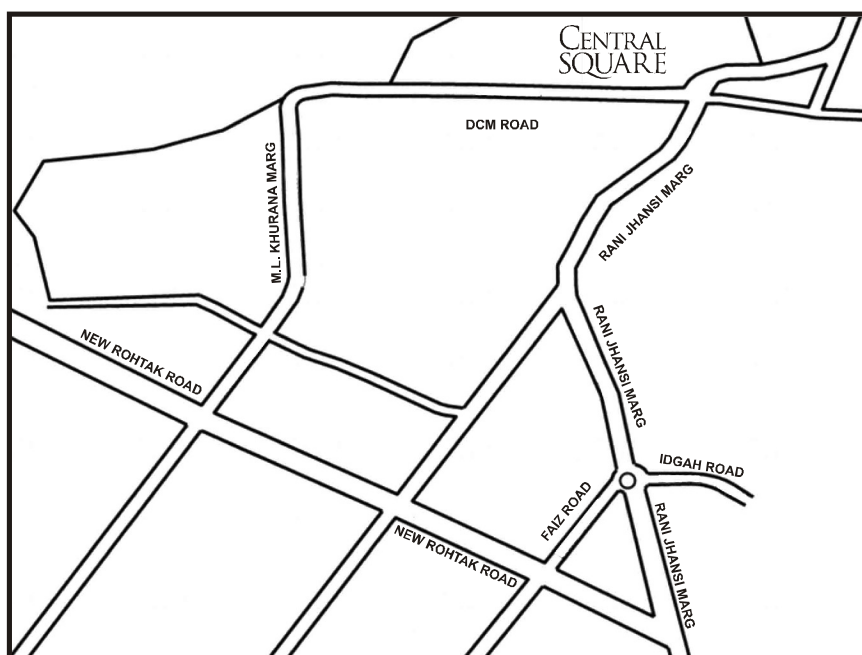 CENTRAL
SQUARE
DCM ROAD
M.L. KHURANA MARG
RANI JHANSI MARG
RANI JHANSI MARG
NEW ROHTAK ROAD
IDGAH ROAD
FAIZ ROAD
RANI JHANSI MARG
NEW ROHTAK ROAD